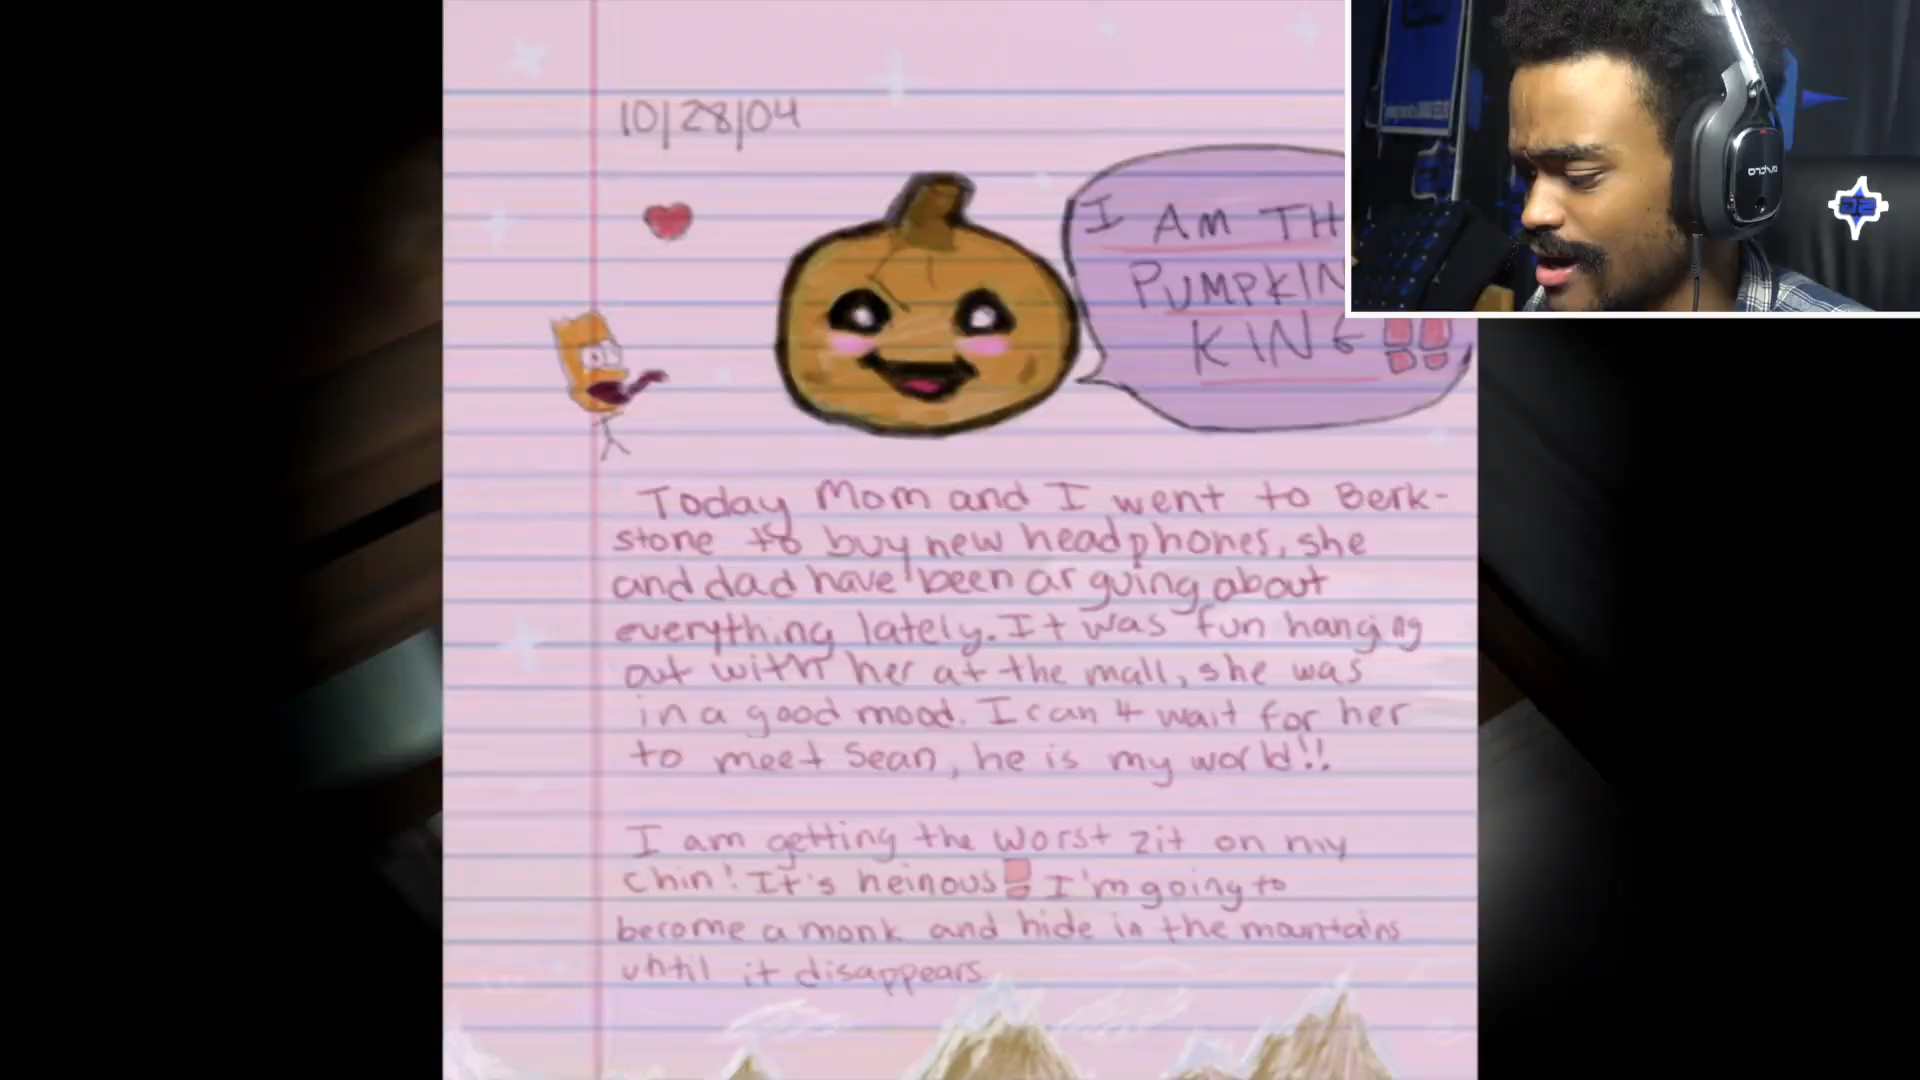 10/28/04
I AM TH
PUMPKIN
KING!!
Today Mom and I went to Berk-
stone to buy new headphones, she
and dad have been arguing about
everything lately. It was fun hanging
out with her at the mall, she was
in a good mood. I can't wait for her
to meet Sean, he is my world!!
I am getting the worst zit on my
chin! It's heinous! I'm going to
become a monk and hide in the mountains
until it disappears